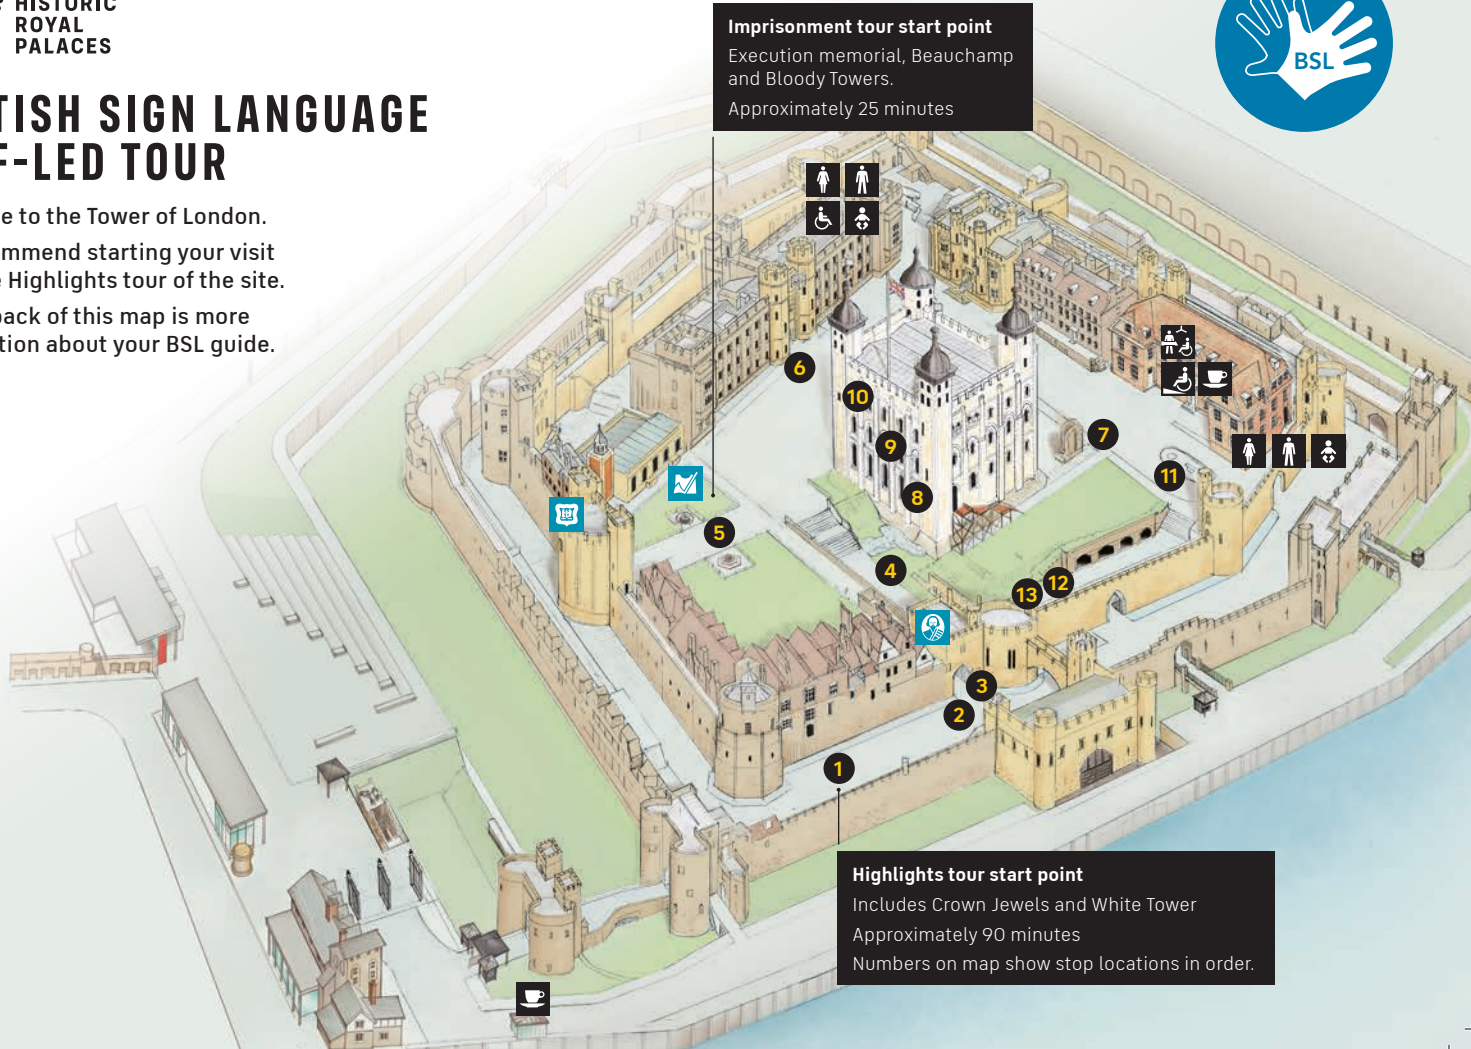 HISTORIC
ROYAL
PALACES
TISH SIGN LANGUAGE
F-LED TOUR
e to the Tower of London.
mmend starting your visit
e Highlights tour of the site.
back of this map is more
tion about your BSL guide.
Imprisonment tour start point
Execution memorial, Beauchamp
and Bloody Towers.
Approximately 25 minutes
BSL
6
10
9
7
8
11
5
4
12
13
3
2
1
Highlights tour start point
Includes Crown Jewels and White Tower
Approximately 90 minutes
Numbers on map show stop locations in order.